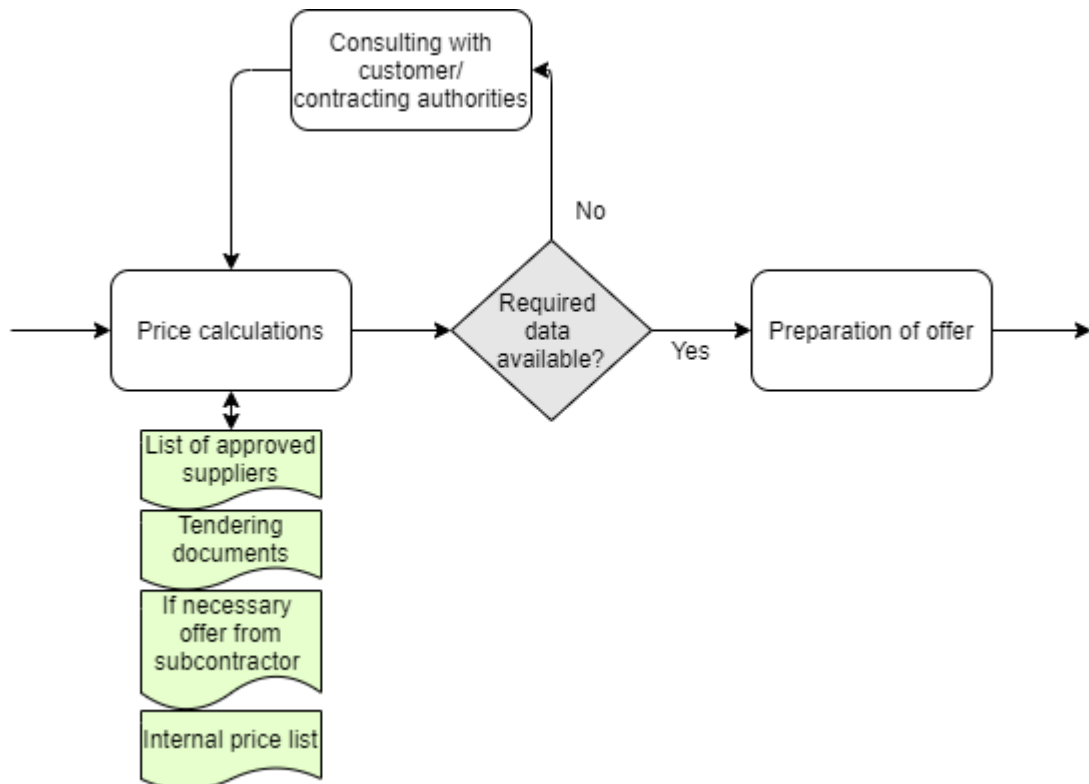 Consulting with
customer/
contracting authorities
No
Price calculations
Required
data
available?
Yes
Preparation of offer
List of approved
suppliers
Tendering
documents
If necessary
offer from
subcontractor
Internal price list